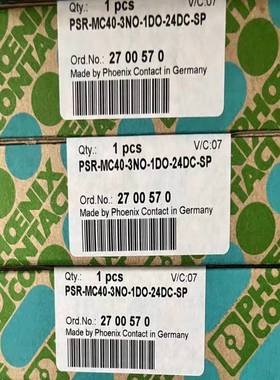 Qty.: 1 pcs V/C:07
PSR-MC40-3NO-1DO-24DC-SP
Ord.No.: 27 00 57 0
Made by Phoenix Contact in Germany
PHOENIX
CONTACT
Qty.: 1 pcs V/C:07
PSR-MC40-3NO-1DO-24DC-SP
Ord.No.: 27 00 57 0
Made by Phoenix Contact in Germany
Qty.: 1 pcs V/C:07
PSR-MC40-3NO-1DO-24DC-SP
Ord.No.: 27 00 57 0
Made by Phoenix Contact in Germany
PHOENIX
CONTACT